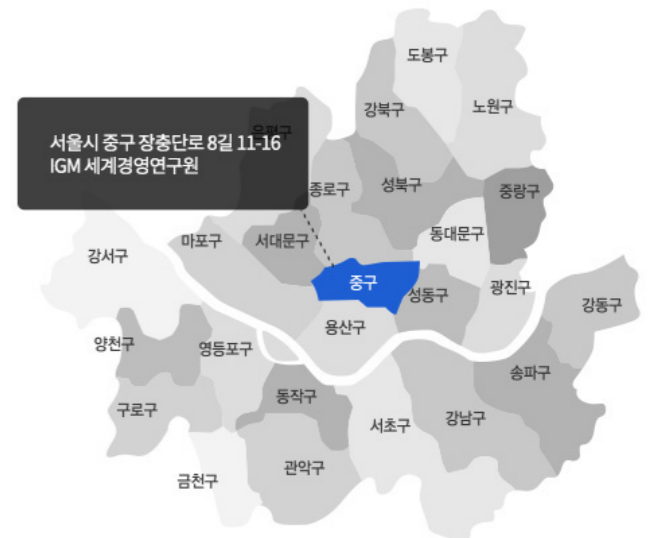 도봉구
노원구
강북구
은평구
서울시 중구 장충단로 8길 11-16
IGM 세계경영연구원
종로구
성북구
중랑구
동대문구
마포구
서대문구
강서구
중구
성동구
광진구
강동구
용산구
양천구
영등포구
송파구
동작구
구로구
서초구
강남구
관악구
금천구